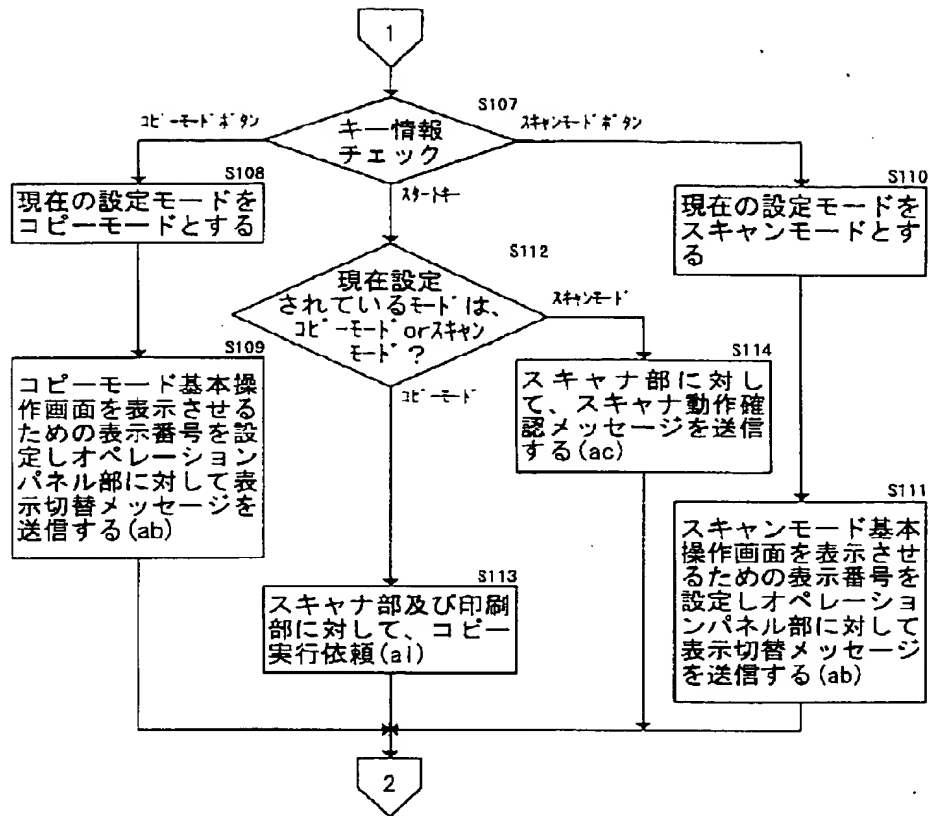 1
S107
コピーモードボタン
キー情報
チェック
スキャンモードボタン
S108
現在の設定モードを
コピーモードとする
スタートキー
S110
現在の設定モードを
スキャンモードとす
る
S112
現在設定
されているモードは、
コピーモードorスキャン
モード?
スキャンモード
コピーモード
S109
コピーモード基本操
作画面を表示させる
ための表示番号を設
定しオペレーション
パネル部に対して表
示切替メッセージを
送信する(ab)
S114
スキャナ部に対し
て、スキャナ動作確
認メッセージを送信
する(ac)
S111
スキャンモード基本
操作画面を表示させ
るための表示番号を
設定しオペレーショ
ンパネル部に対して
表示切替メッセージ
を送信する(ab)
S113
スキャナ部及び印刷
部に対して、コピー
実行依頼(ai)
2